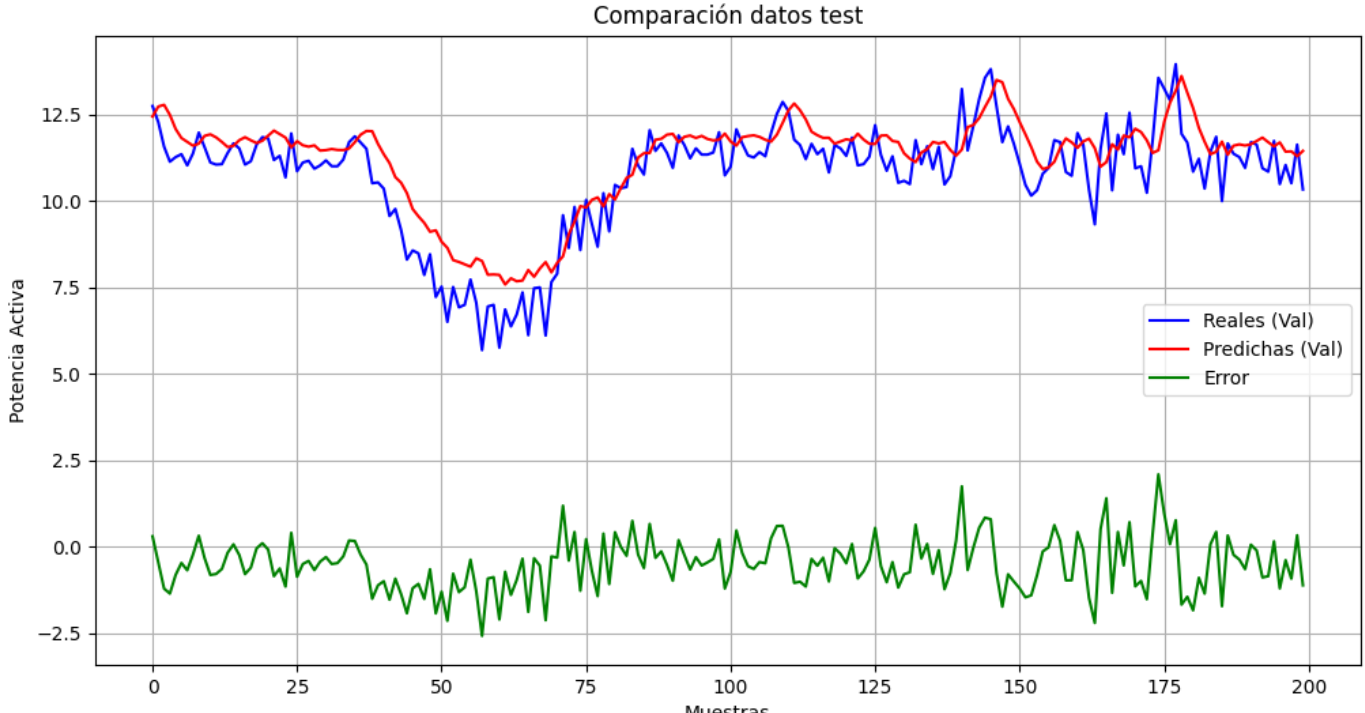 Comparación datos test
Potencia Activa
12.5
10.0
7.5
5.0
2.5
0.0
−2.5
Reales (Val)
Predichas (Val)
Error
0 25 50 75 100 125 150 175 200
Muestras